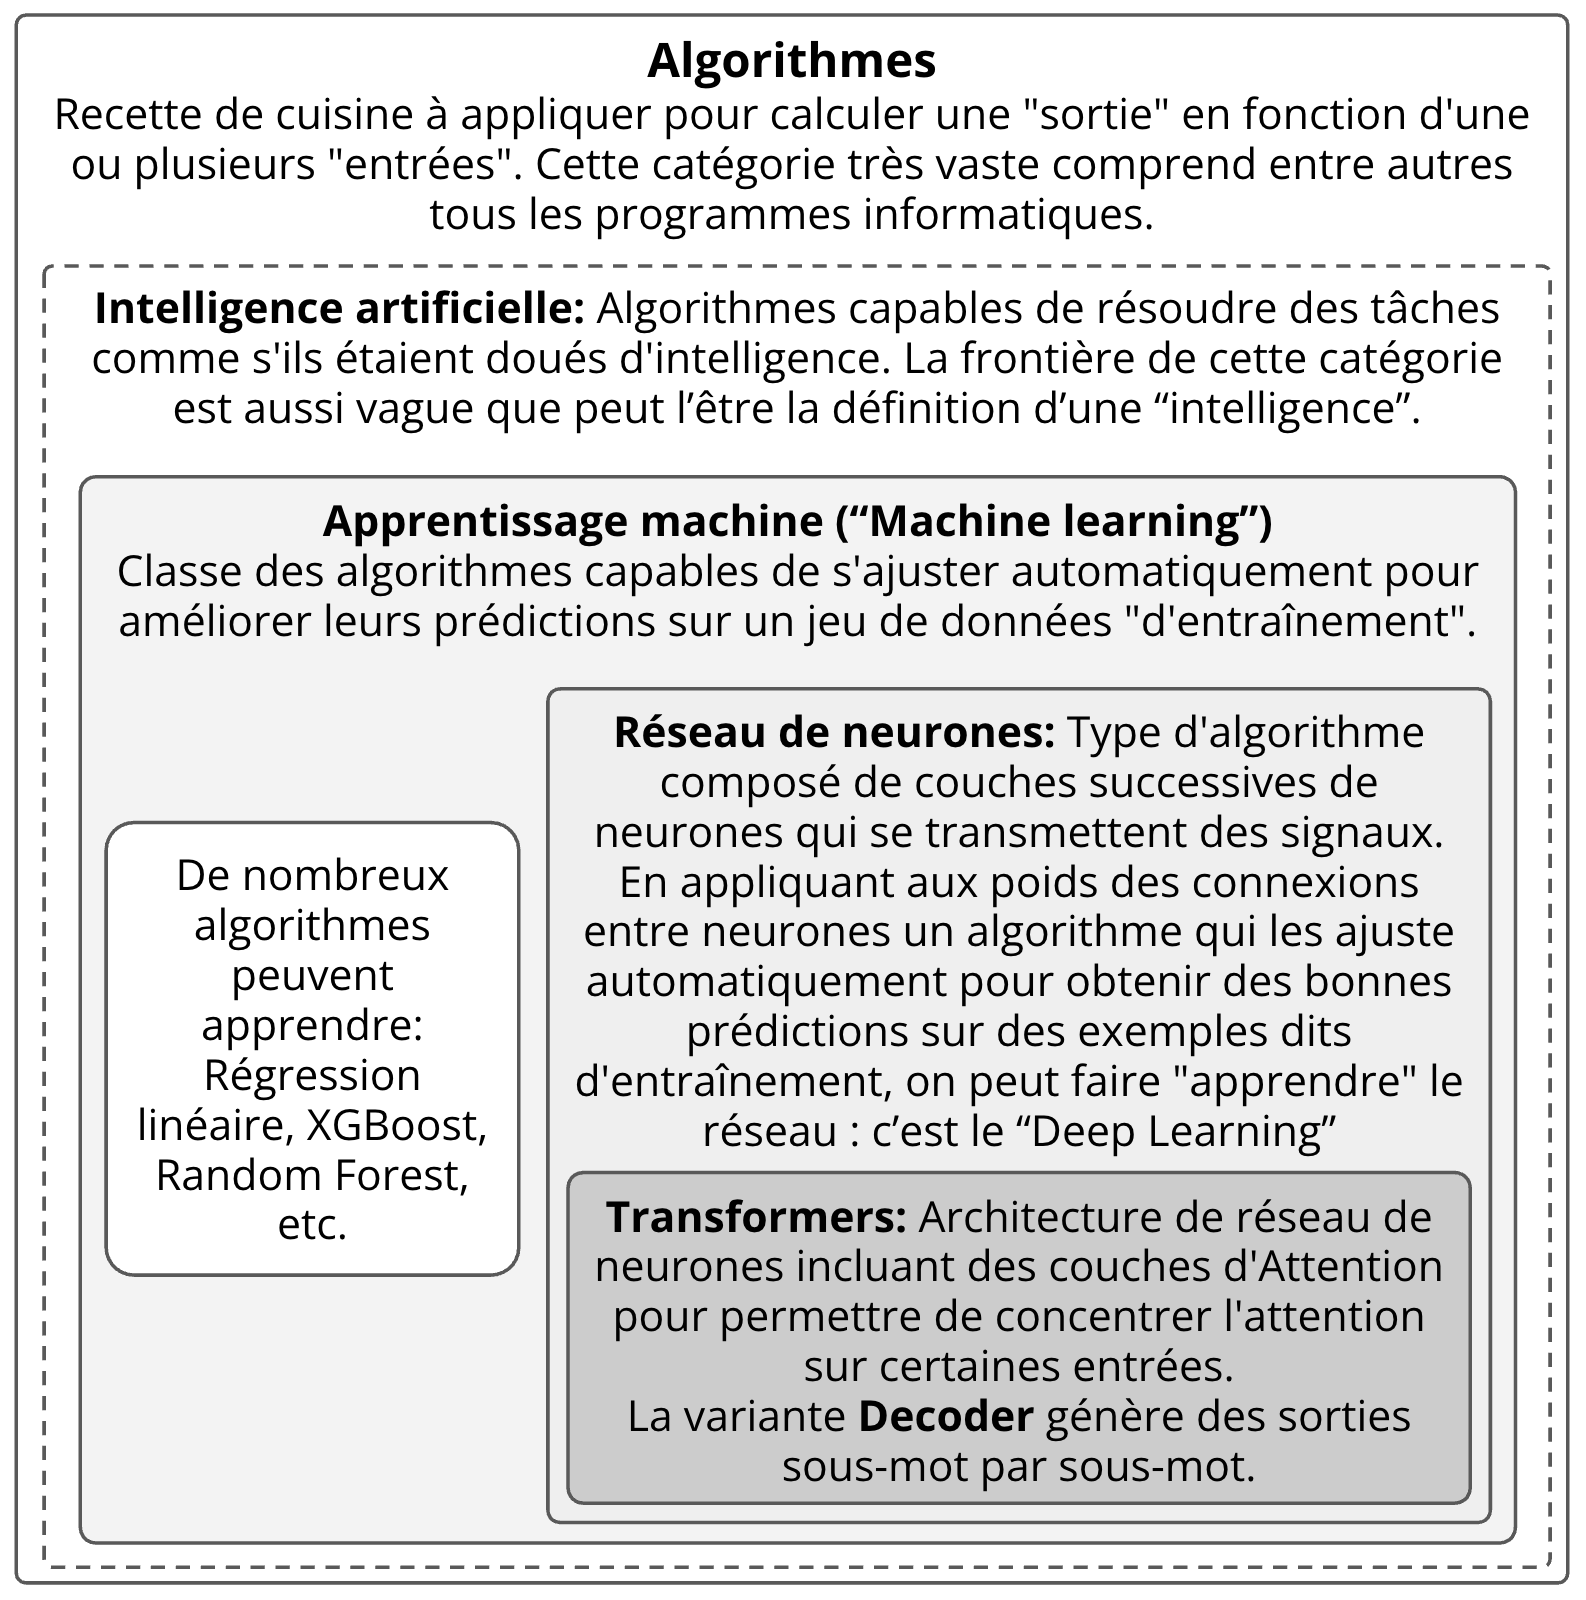 Algorithmes
Recette de cuisine à appliquer pour calculer une "sortie" en fonction d'une
ou plusieurs "entrées". Cette catégorie très vaste comprend entre autres
tous les programmes informatiques.
Intelligence artificielle: Algorithmes capables de résoudre des tâches
comme s'ils étaient doués d'intelligence. La frontière de cette catégorie
est aussi vague que peut l’être la définition d’une “intelligence”.
Apprentissage machine (“Machine learning”)
Classe des algorithmes capables de s'ajuster automatiquement pour
améliorer leurs prédictions sur un jeu de données "d'entraînement".
De nombreux
algorithmes
peuvent
apprendre:
Régression
linéaire, XGBoost,
Random Forest,
etc.
Réseau de neurones: Type d'algorithme
composé de couches successives de
neurones qui se transmettent des signaux.
En appliquant aux poids des connexions
entre neurones un algorithme qui les ajuste
automatiquement pour obtenir des bonnes
prédictions sur des exemples dits
d'entraînement, on peut faire "apprendre" le
réseau : c’est le “Deep Learning”
Transformers: Architecture de réseau de
neurones incluant des couches d'Attention
pour permettre de concentrer l'attention
sur certaines entrées.
La variante Decoder génère des sorties
sous-mot par sous-mot.